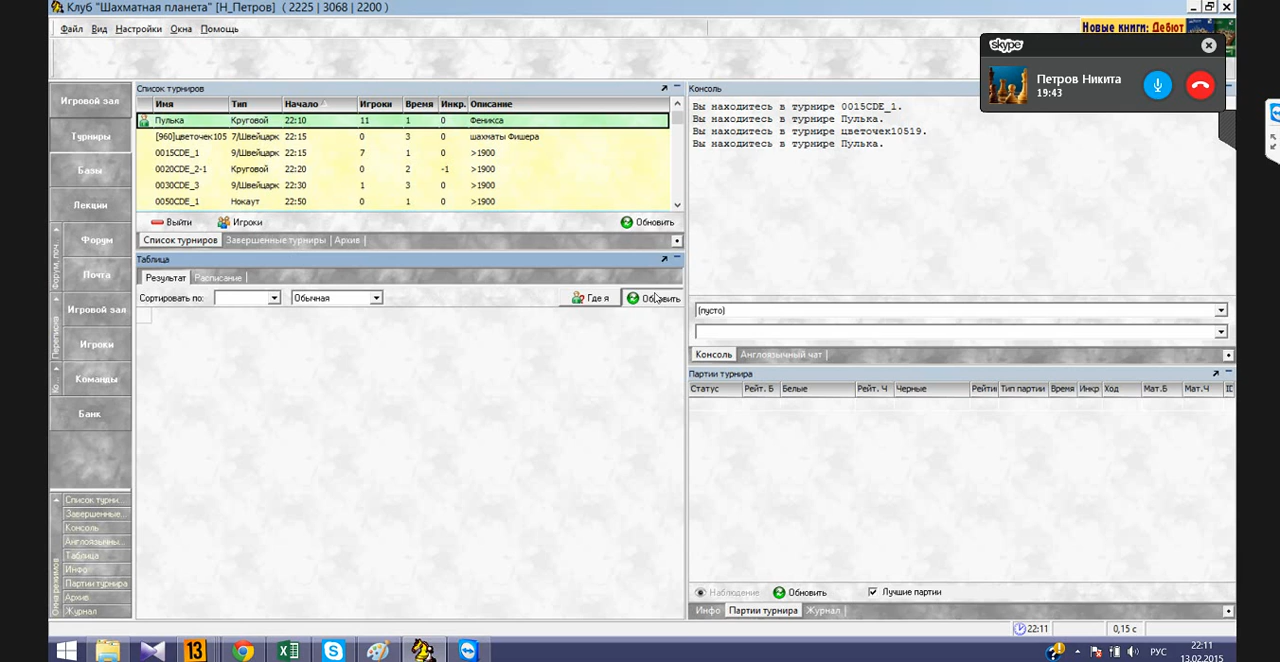 Клуб "Шахматная планета" [Н_Петров] ( 2225 | 3068 | 2200 )
Файл Вид Настройки Окна Помощь
Новые книги: Дебют
skype
Петров Никита
19:43
Игровой зал
Турниры
Базы
Лекции
Форум
Почта
Игровой зал
Игроки
Команды
Банк
Форум, поч.
Переписка
Ко...
Список турни...
Завершенные...
Консоль
Англоязычны...
Таблица
Инфо
Партии турнира
Архив
Журнал
Окна режимов
Список турниров
Имя Тип Начало Игроки Время Инкр. Описание
Пулька Круговой 22:10 11 1 0 Феникса
[960]цветочек105 7/Швейцарк 22:15 0 3 0 шахматы Фишера
0015CDE_1 9/Швейцарк 22:15 7 1 0 >1900
0020CDE_2-1 Круговой 22:20 0 2 -1 >1900
0030CDE_3 9/Швейцарк 22:30 1 3 0 >1900
0050CDE_1 Нокаут 22:50 0 1 0 >1900
Выйти Игроки Обновить
Список турниров Завершенные турниры Архив
Таблица
Результат Расписание
Сортировать по: Обычная Где я Обновить
Консоль
Вы находитесь в турнире 0015CDE_1.
Вы находитесь в турнире Пулька.
Вы находитесь в турнире цветочек10519.
Вы находитесь в турнире Пулька.
(пусто)
Консоль Англоязычный чат
Партии турнира
Статус Рейт. Б Белые Рейт. Ч Черные Рейти Тип партии Время Инкр Ход Мат.Б Мат.Ч
Наблюдение Обновить Лучшие партии
Инфо Партии турнира Журнал
22:11 0,15 с
13 РУС 22:11
13.02.2015